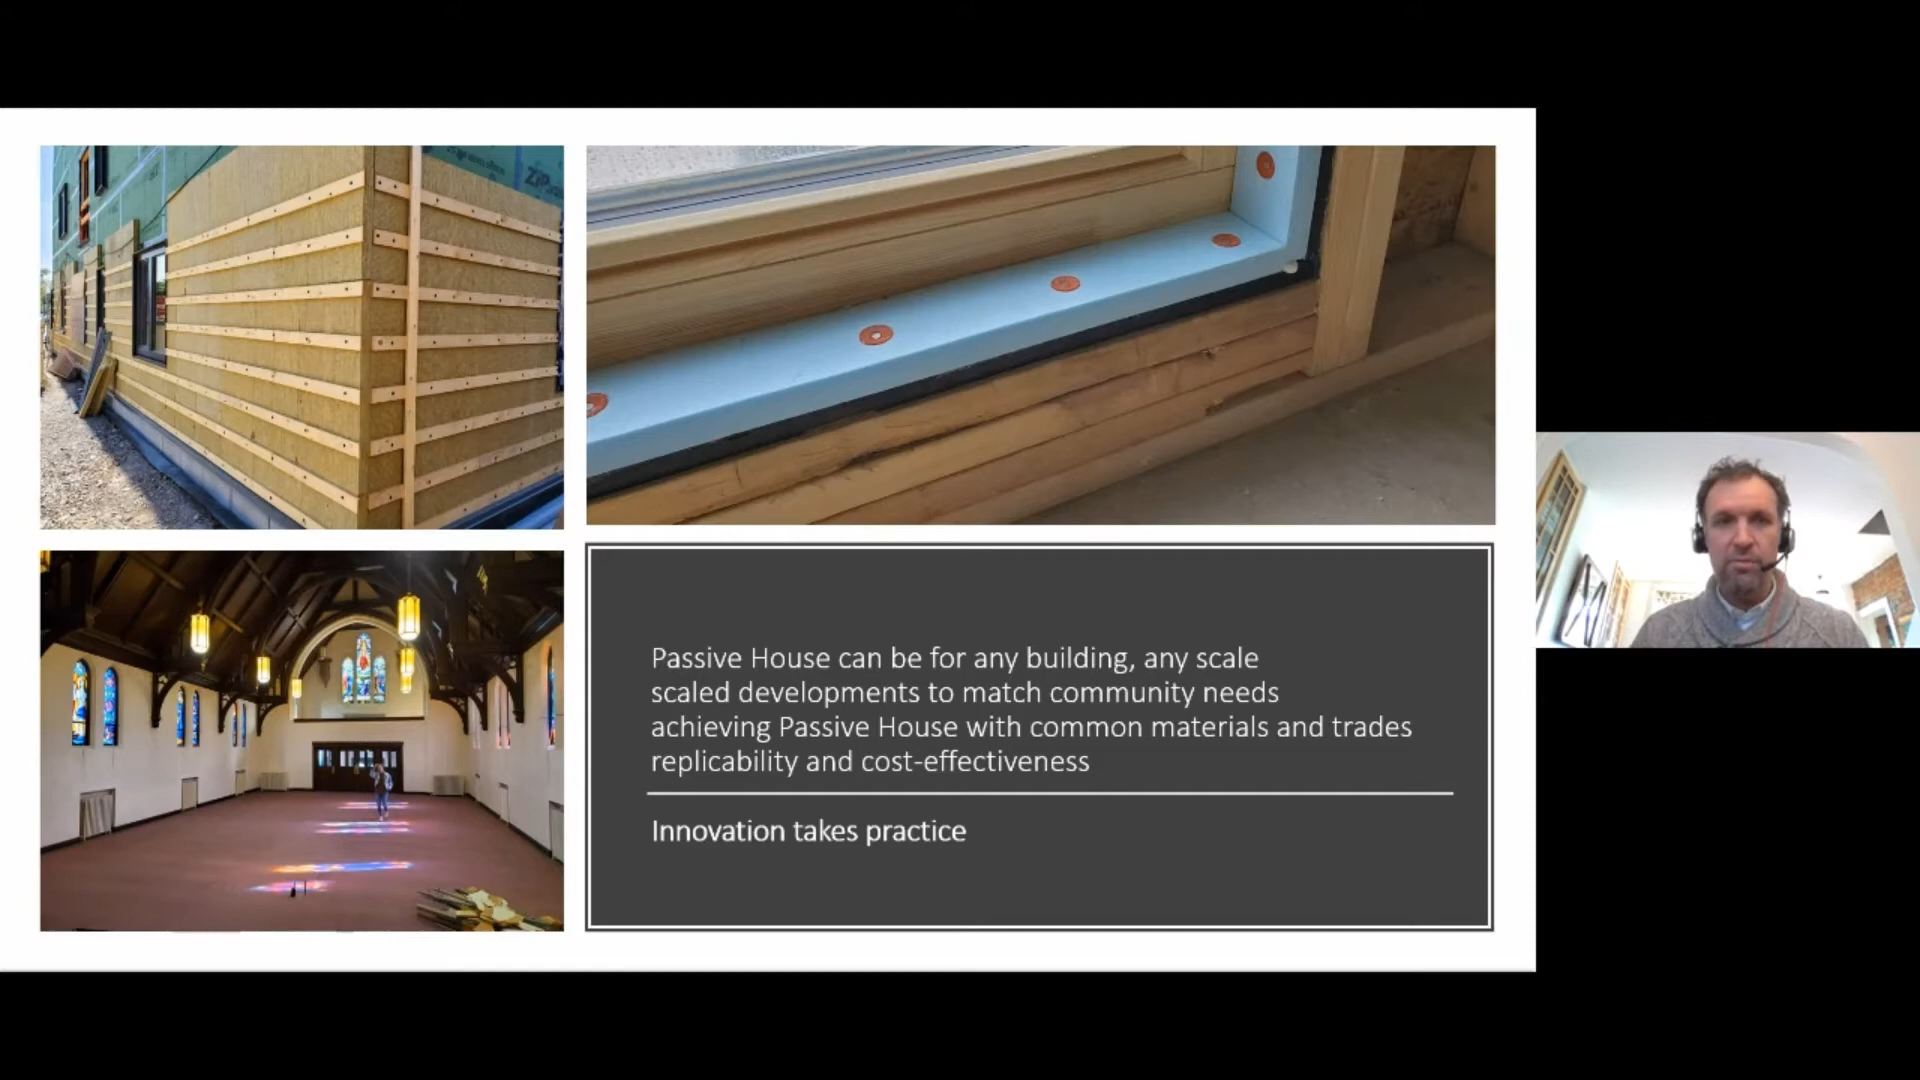 ZIP
Passive House can be for any building, any scale
scaled developments to match community needs
achieving Passive House with common materials and trades
replicability and cost-effectiveness
Innovation takes practice